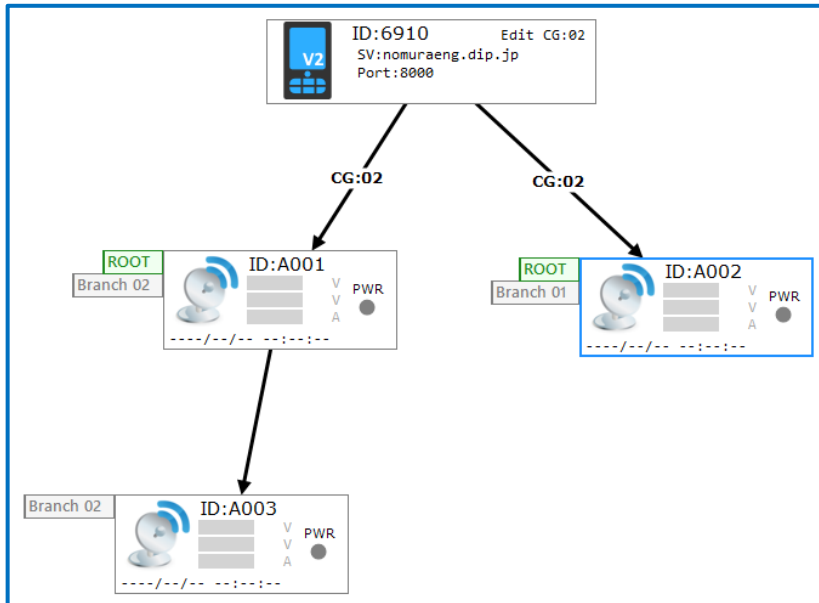 ID:6910 Edit CG:02
V2
SV:nomuraeng.dip.jp
Port:8000
CG:02
CG:02
ROOT
Branch 02
ID:A001
V
V
A
PWR
----/--/-- --:--:--
ROOT
Branch 01
ID:A002
V
V
A
PWR
----/--/-- --:--:--
Branch 02
ID:A003
V
V
A
PWR
----/--/-- --:--:--